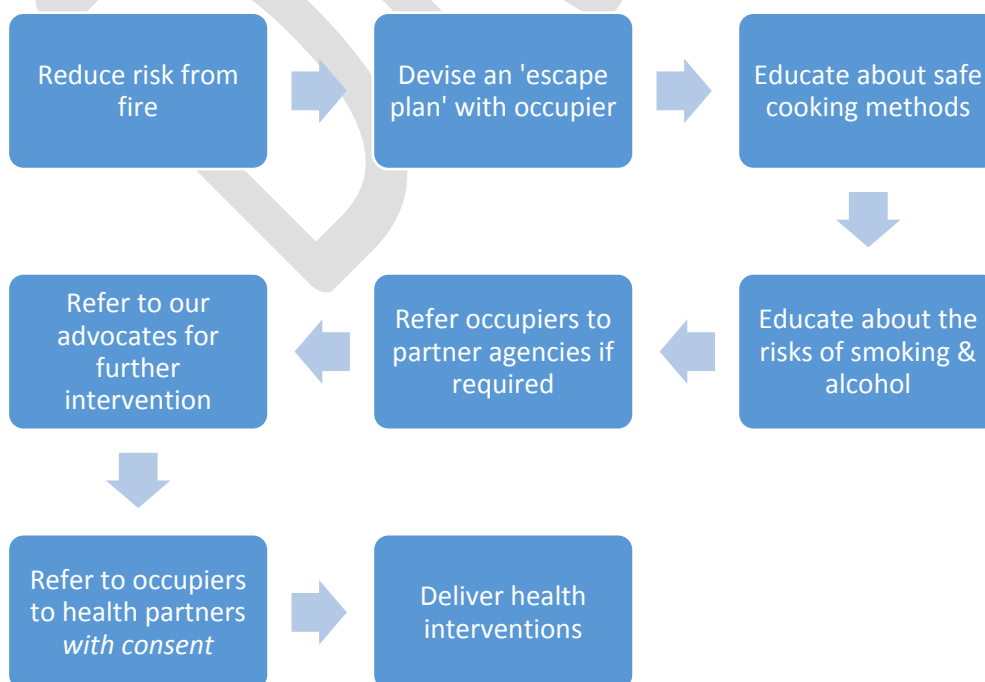 Reduce risk from
fire
Devise an 'escape
plan' with occupier
Educate about safe
cooking methods
Educate about the
risks of smoking &
alcohol
Refer occupiers to
partner agencies if
required
Refer to our
advocates for
further
intervention
Refer to occupiers
to health partners
with consent
Deliver health
interventions